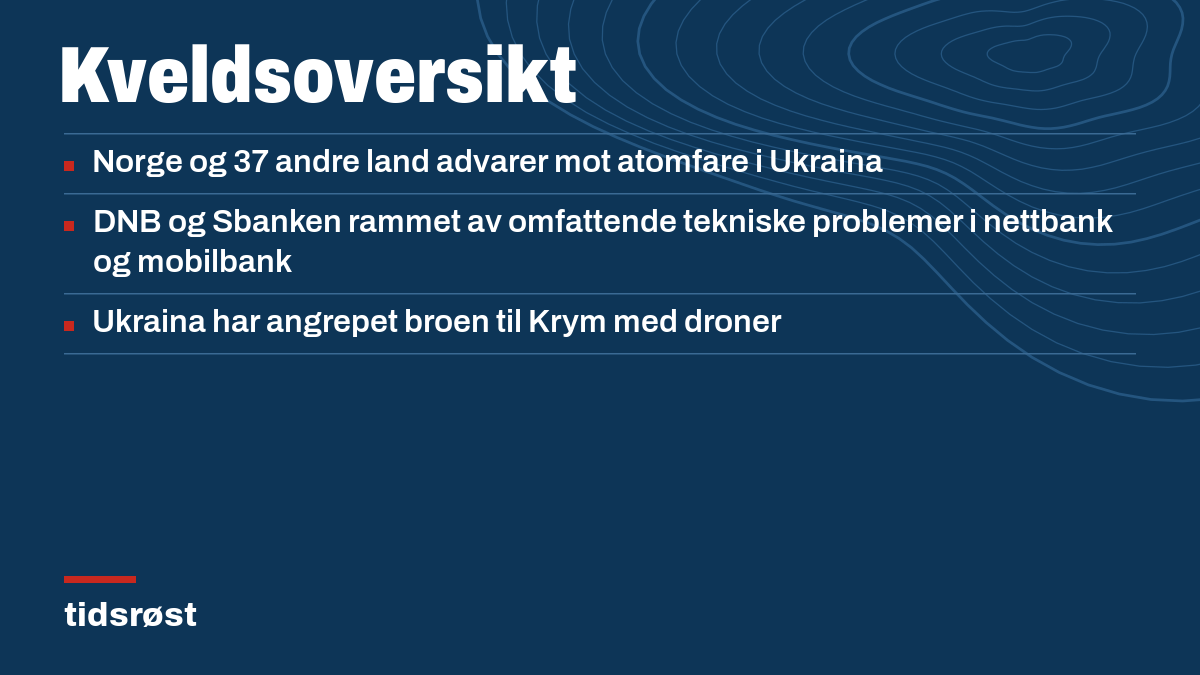 Kveldsoversikt
Norge og 37 andre land advarer mot atomfare i Ukraina
DNB og Sbanken rammet av omfattende tekniske problemer i nettbank
og mobilbank
Ukraina har angrepet broen til Krym med droner
tidsrøst